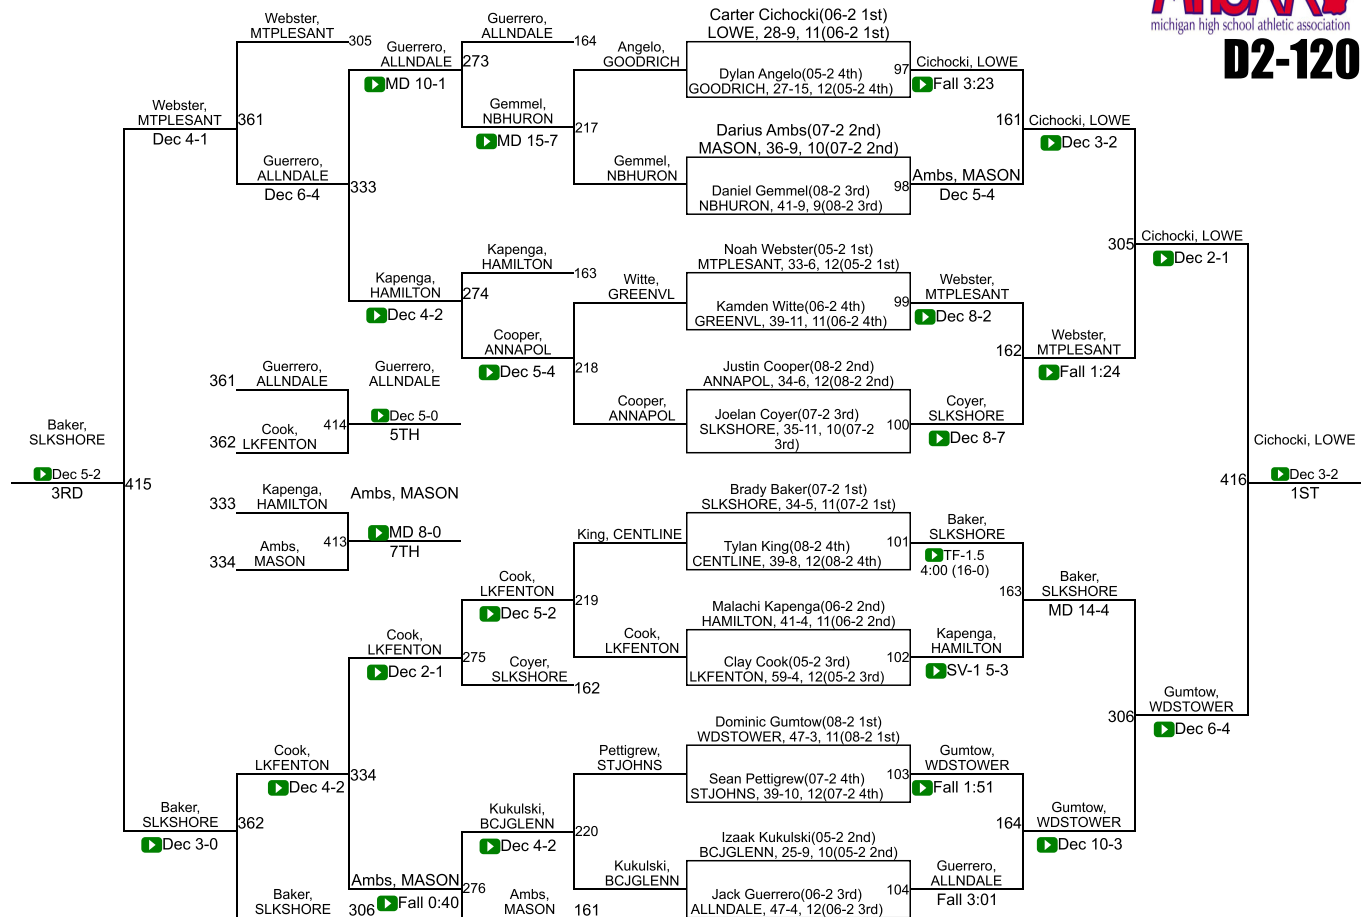 MHSAA
michigan high school athletic association
D2-120
Webster,
MTPLESANT
305
Guerrero,
ALLNDALE
MD 10-1
273
Guerrero,
ALLNDALE
164
Gemmel,
NBHURON
MD 15-7
217
Angelo,
GOODRICH
Gemmel,
NBHURON
Carter Cichocki(06-2 1st)
LOWE, 28-9, 11(06-2 1st)
Dylan Angelo(05-2 4th)
GOODRICH, 27-15, 12(05-2 4th)
97
Cichocki, LOWE
Fall 3:23
Darius Ambs(07-2 2nd)
MASON, 36-9, 10(07-2 2nd)
Daniel Gemmel(08-2 3rd)
NBHURON, 41-9, 9(08-2 3rd)
98
Ambs, MASON
Dec 5-4
161
Cichocki, LOWE
Dec 3-2
Webster,
MTPLESANT
Dec 4-1
361
Guerrero,
ALLNDALE
Dec 6-4
333
Kapenga,
HAMILTON
Dec 4-2
274
Kapenga,
HAMILTON
163
Cooper,
ANNAPOL
Dec 5-4
218
Witte,
GREENVL
Cooper,
ANNAPOL
Noah Webster(05-2 1st)
MTPLESANT, 33-6, 12(05-2 1st)
Kamden Witte(06-2 4th)
GREENVL, 39-11, 11(06-2 4th)
99
Webster,
MTPLESANT
Dec 8-2
Justin Cooper(08-2 2nd)
ANNAPOL, 34-6, 12(08-2 2nd)
Joelan Coyer(07-2 3rd)
SLKSHORE, 35-11, 10(07-2
3rd)
100
Coyer,
SLKSHORE
Dec 8-7
162
Webster,
MTPLESANT
Fall 1:24
305
Cichocki, LOWE
Dec 2-1
361
Guerrero,
ALLNDALE
362
Cook,
LKFENTON
414
Guerrero,
ALLNDALE
Dec 5-0
5TH
333
Kapenga,
HAMILTON
334
Ambs,
MASON
413
Ambs, MASON
MD 8-0
7TH
Baker,
SLKSHORE
Dec 5-2
3RD
415
416
Cichocki, LOWE
Dec 3-2
1ST
King, CENTLINE
Cook,
LKFENTON
Dec 5-2
219
Cook,
LKFENTON
Brady Baker(07-2 1st)
SLKSHORE, 34-5, 11(07-2 1st)
Tylan King(08-2 4th)
CENTLINE, 39-8, 12(08-2 4th)
101
Baker,
SLKSHORE
TF-1.5
4:00 (16-0)
Malachi Kapenga(06-2 2nd)
HAMILTON, 41-4, 11(06-2 2nd)
Clay Cook(05-2 3rd)
LKFENTON, 59-4, 12(05-2 3rd)
102
Kapenga,
HAMILTON
SV-1 5-3
163
Baker,
SLKSHORE
MD 14-4
Cook,
LKFENTON
Dec 2-1
275
Coyer,
SLKSHORE
162
Cook,
LKFENTON
Dec 4-2
334
Baker,
SLKSHORE
Dec 3-0
362
Baker,
SLKSHORE
306
Ambs, MASON
Fall 0:40
276
Kukulski,
BCJGLENN
Dec 4-2
220
Ambs,
MASON
161
Pettigrew,
STJOHNS
Kukulski,
BCJGLENN
Dominic Gumtow(08-2 1st)
WDSTOWER, 47-3, 11(08-2 1st)
Sean Pettigrew(07-2 4th)
STJOHNS, 39-10, 12(07-2 4th)
103
Gumtow,
WDSTOWER
Fall 1:51
Izaak Kukulski(05-2 2nd)
BCJGLENN, 25-9, 10(05-2 2nd)
Jack Guerrero(06-2 3rd)
ALLNDALE, 47-4, 12(06-2 3rd)
104
Guerrero,
ALLNDALE
Fall 3:01
164
Gumtow,
WDSTOWER
Dec 10-3
306
Gumtow,
WDSTOWER
Dec 6-4